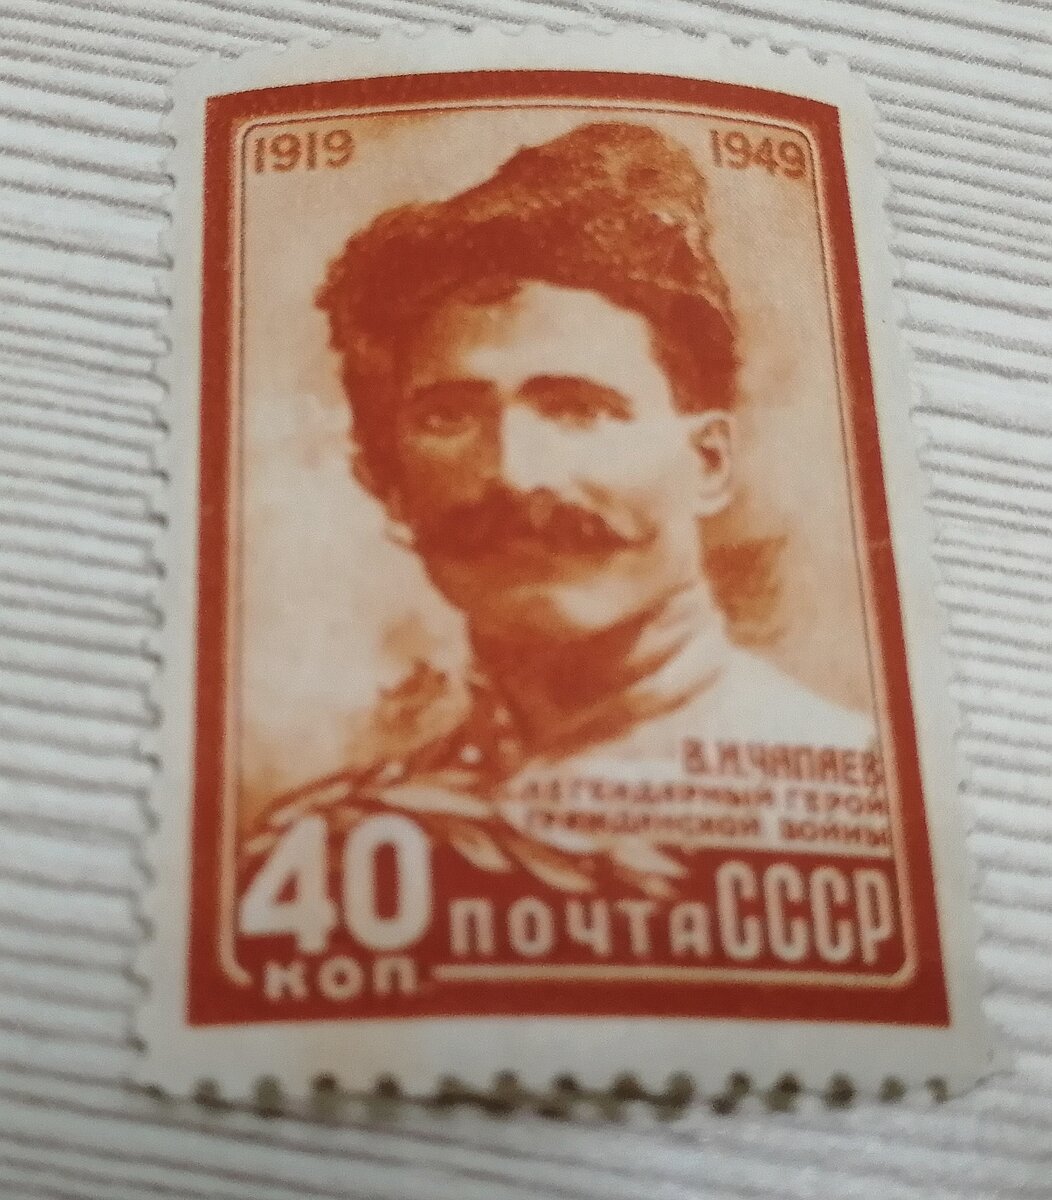 1919 1949
В.И.ЧАПАЕВ
ЛЕГЕНДАРНЫЙ ГЕРОЙ
ГРАЖДАНСКОЙ ВОЙНЫ
40 ПОЧТА СССР
КОП